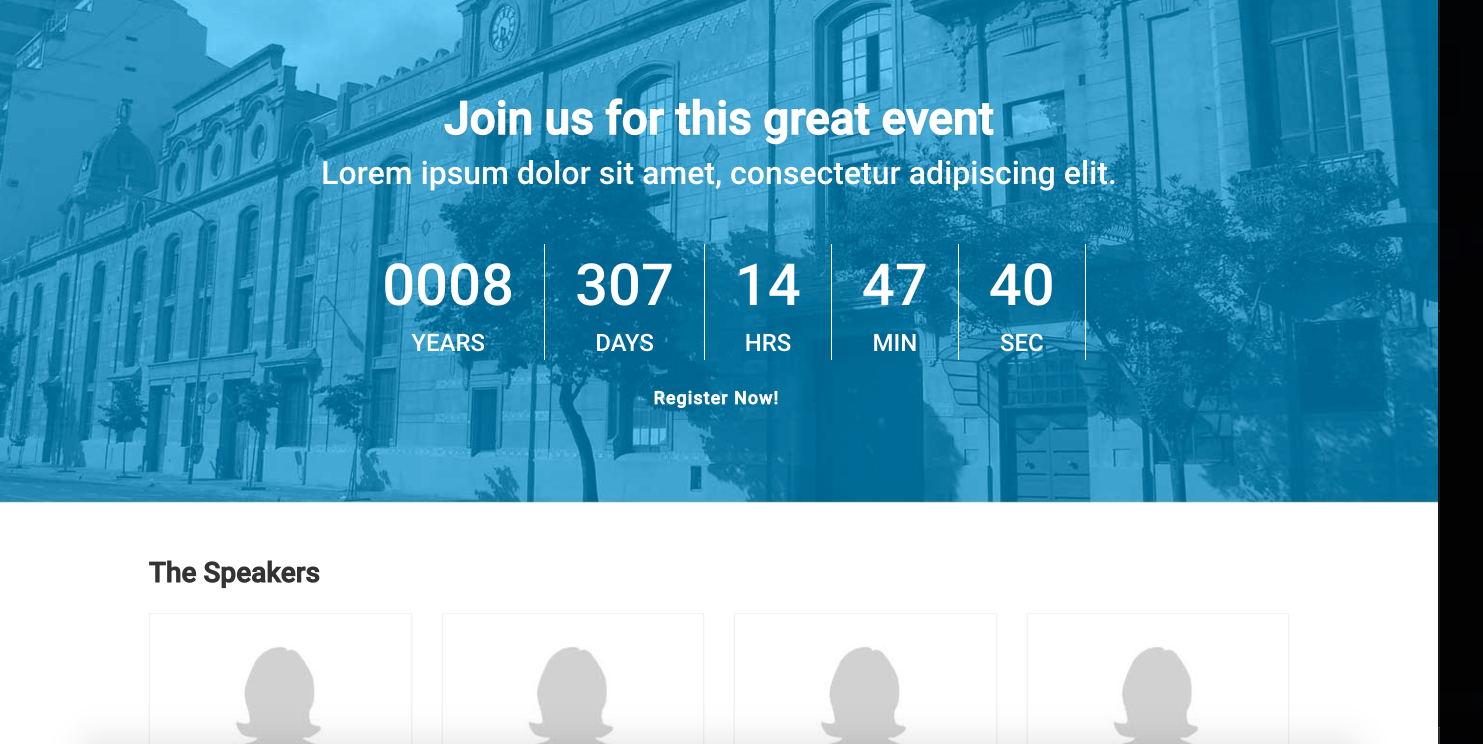 Join us for this great event
Lorem ipsum dolor sit amet, consectetur adipiscing elit.
0008 307 14 47 40
YEARS DAYS HRS MIN SEC
Register Now!
The Speakers